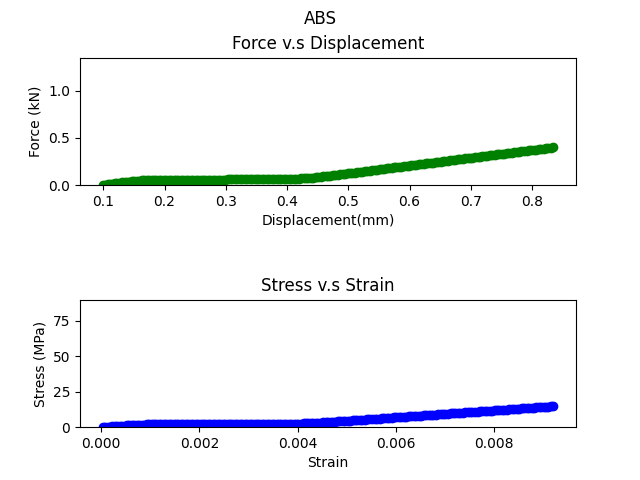 ABS
Force v.s Displacement
1.0
0.5
0.0
Force (kN)
0.1 0.2 0.3 0.4 0.5 0.6 0.7 0.8
Displacement(mm)
Stress v.s Strain
75
50
25
0
Stress (MPa)
0.000 0.002 0.004 0.006 0.008
Strain